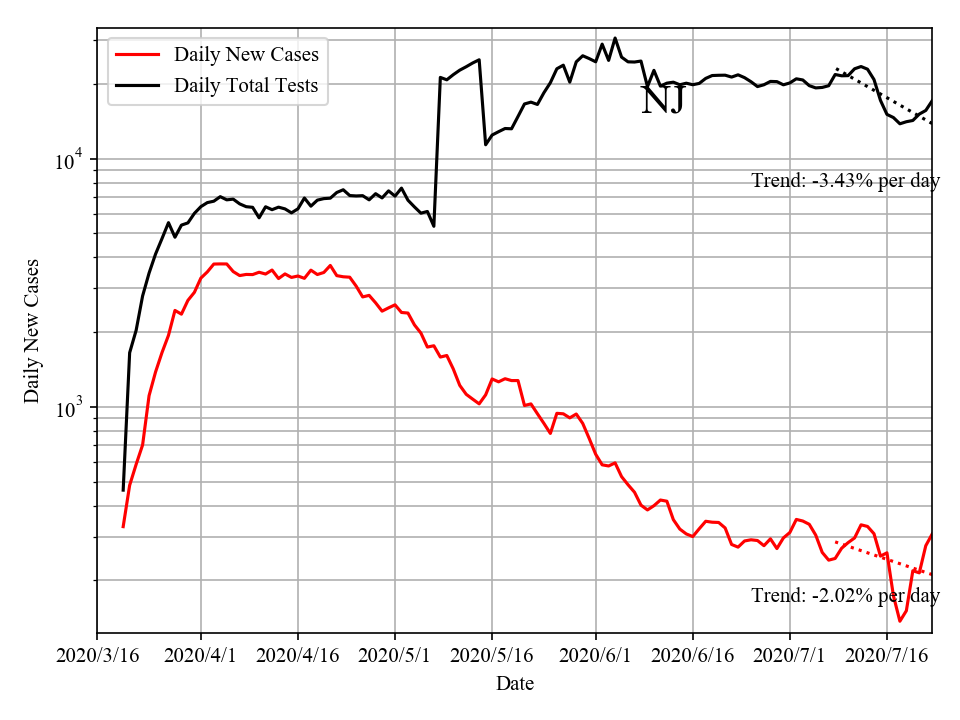 Daily New Cases
Daily Total Tests
NJ
10^4
Trend: -3.43% per day
Daily New Cases
10^3
Trend: -2.02% per day
2020/3/16 2020/4/1 2020/4/16 2020/5/1 2020/5/16 2020/6/1 2020/6/16 2020/7/1 2020/7/16
Date